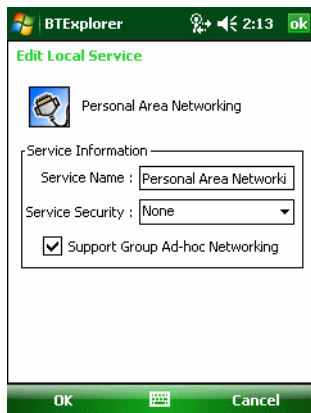 BTExplorer 2:13 ok
Edit Local Service
Personal Area Networking
Service Information
Service Name : Personal Area Networki
Service Security : None
Support Group Ad-hoc Networking
OK Cancel